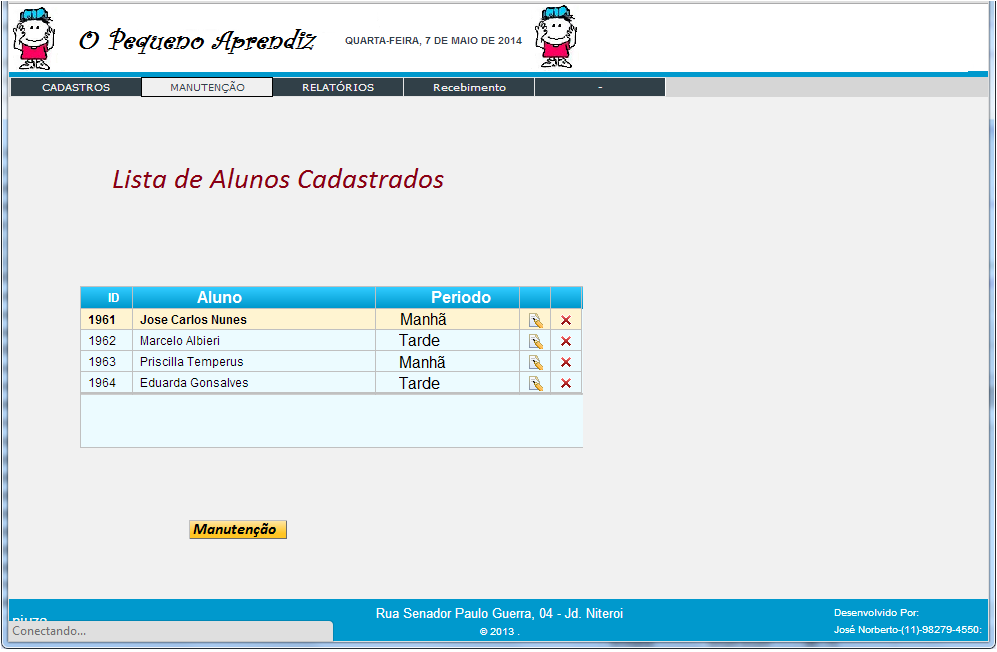 O Pequeno Aprendiz
QUARTA-FEIRA, 7 DE MAIO DE 2014
CADASTROS MANUTENÇÃO RELATÓRIOS Recebimento -
Lista de Alunos Cadastrados
ID Aluno Periodo
1961 Jose Carlos Nunes Manhã
1962 Marcelo Albieri Tarde
1963 Priscilla Temperus Manhã
1964 Eduarda Gonsalves Tarde
Manutenção
Rua Senador Paulo Guerra, 04 - Jd. Niteroi
© 2013 .
Desenvolvido Por:
José Norberto-(11)-98279-4550:
Conectando...